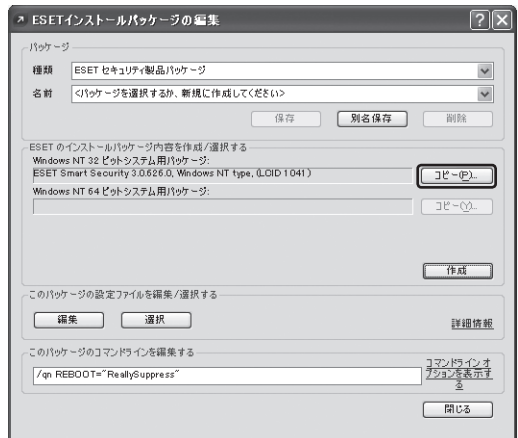 ESETインストールパッケージの編集
パッケージ
種類
ESET セキュリティ製品パッケージ
名前
<パッケージを選択するか、新規に作成してください>
保存
別名保存
削除
ESET のインストールパッケージ内容を作成/選択する
Windows NT 32 ビットシステム用パッケージ:
ESET Smart Security 3.0.626.0, Windows NT type, (LCID 1041)
コピー(P)...
Windows NT 64 ビットシステム用パッケージ:
コピー(Y)...
作成
このパッケージの設定ファイルを編集/選択する
編集
選択
詳細情報
このパッケージのコマンドラインを編集する
/qn REBOOT="ReallySuppress"
コマンドライン オ
プションを表示す
る
閉じる